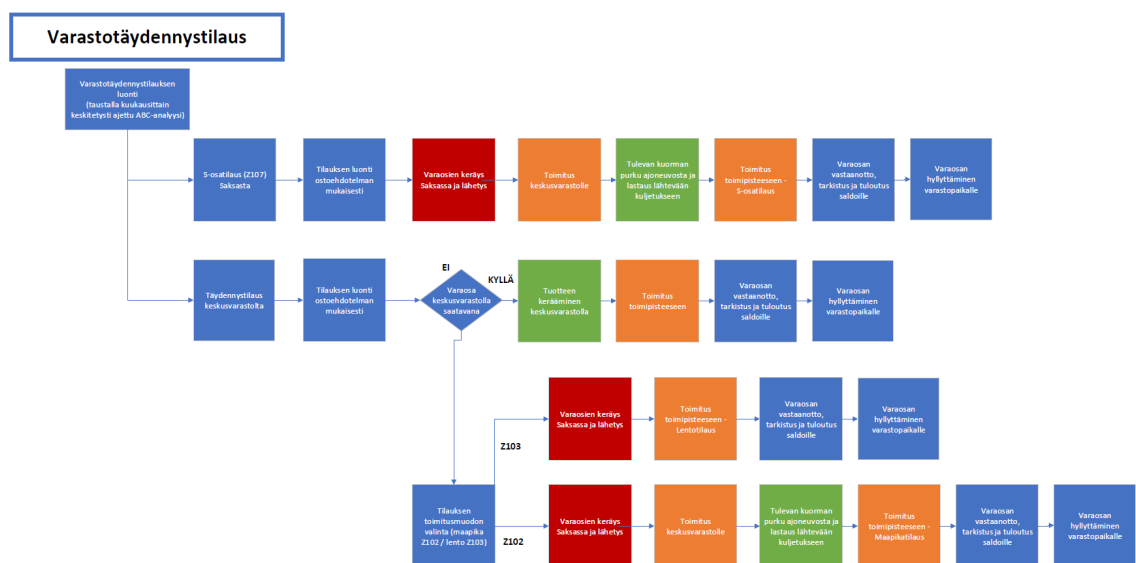 Varastotäydennystilaus
Varastotäydennystilauksen
luonti
(taustalla kuukausittain
keskitetysti ajettu ABC-analyysi)
S-osatilaus (Z107)
Saksasta
Tilauksen luonti
ostoehdotelman
mukaisesti
Varaosien keräys
Saksassa ja lähetys
Toimitus
keskusvarastolle
Tulevan kuorman
purku ajoneuvosta ja
lastaus lähtevään
kuljetukseen
Toimitus
toimipisteeseen -
S-osatilaus
Varaosan
vastaanotto,
tarkistus ja tuloutus
saldoille
Varaosan
hyllyttäminen
varastopaikalle
Täydennystilaus
keskusvarastolta
Tilauksen luonti
ostoehdotelman
mukaisesti
EI
Varaosa
keskusvarastolla
saatavana
KYLLÄ
Tuotteen
kerääminen
keskusvarastolla
Toimitus
toimipisteeseen
Varaosan
vastaanotto,
tarkistus ja tuloutus
saldoille
Varaosan
hyllyttäminen
varastopaikalle
Z103
Varaosien keräys
Saksassa ja lähetys
Toimitus
toimipisteeseen -
Lentotilaus
Varaosan
vastaanotto,
tarkistus ja tuloutus
saldoille
Varaosan
hyllyttäminen
varastopaikalle
Tilauksen
toimitusmuodon
valinta (maapika
Z102 / lento Z103)
Z102
Varaosien keräys
Saksassa ja lähetys
Toimitus
keskusvarastolle
Tulevan kuorman
purku ajoneuvosta ja
lastaus lähtevään
kuljetukseen
Toimitus
toimipisteeseen -
Maapikatilaus
Varaosan
vastaanotto,
tarkistus ja tuloutus
saldoille
Varaosan
hyllyttäminen
varastopaikalle